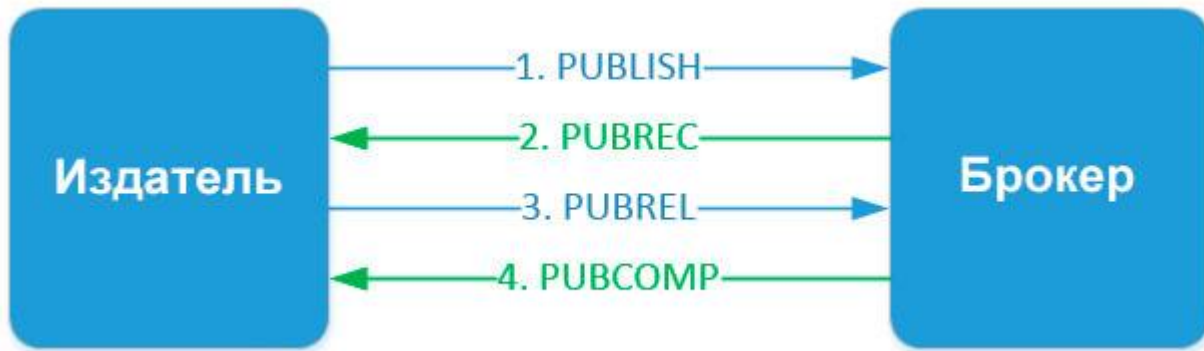 Издатель
1. PUBLISH
2. PUBREC
3. PUBREL
4. PUBCOMP
Брокер